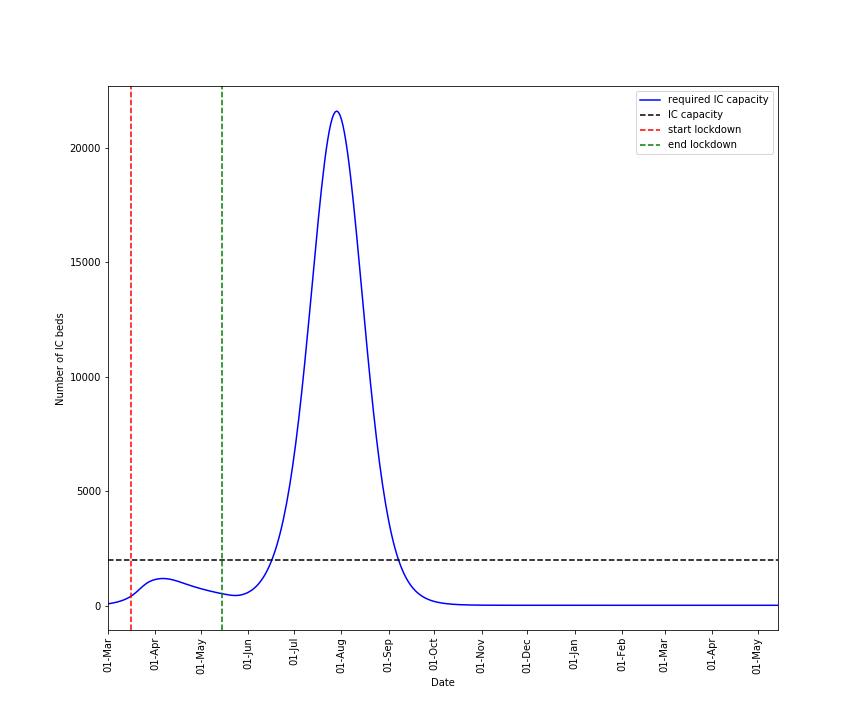 required IC capacity
IC capacity
start lockdown
end lockdown
20000
15000
10000
5000
0
Number of IC beds
01-Mar
01-Apr
01-May
01-Jun
01-Jul
01-Aug
01-Sep
01-Oct
01-Nov
01-Dec
01-Jan
01-Feb
01-Mar
01-Apr
01-May
Date